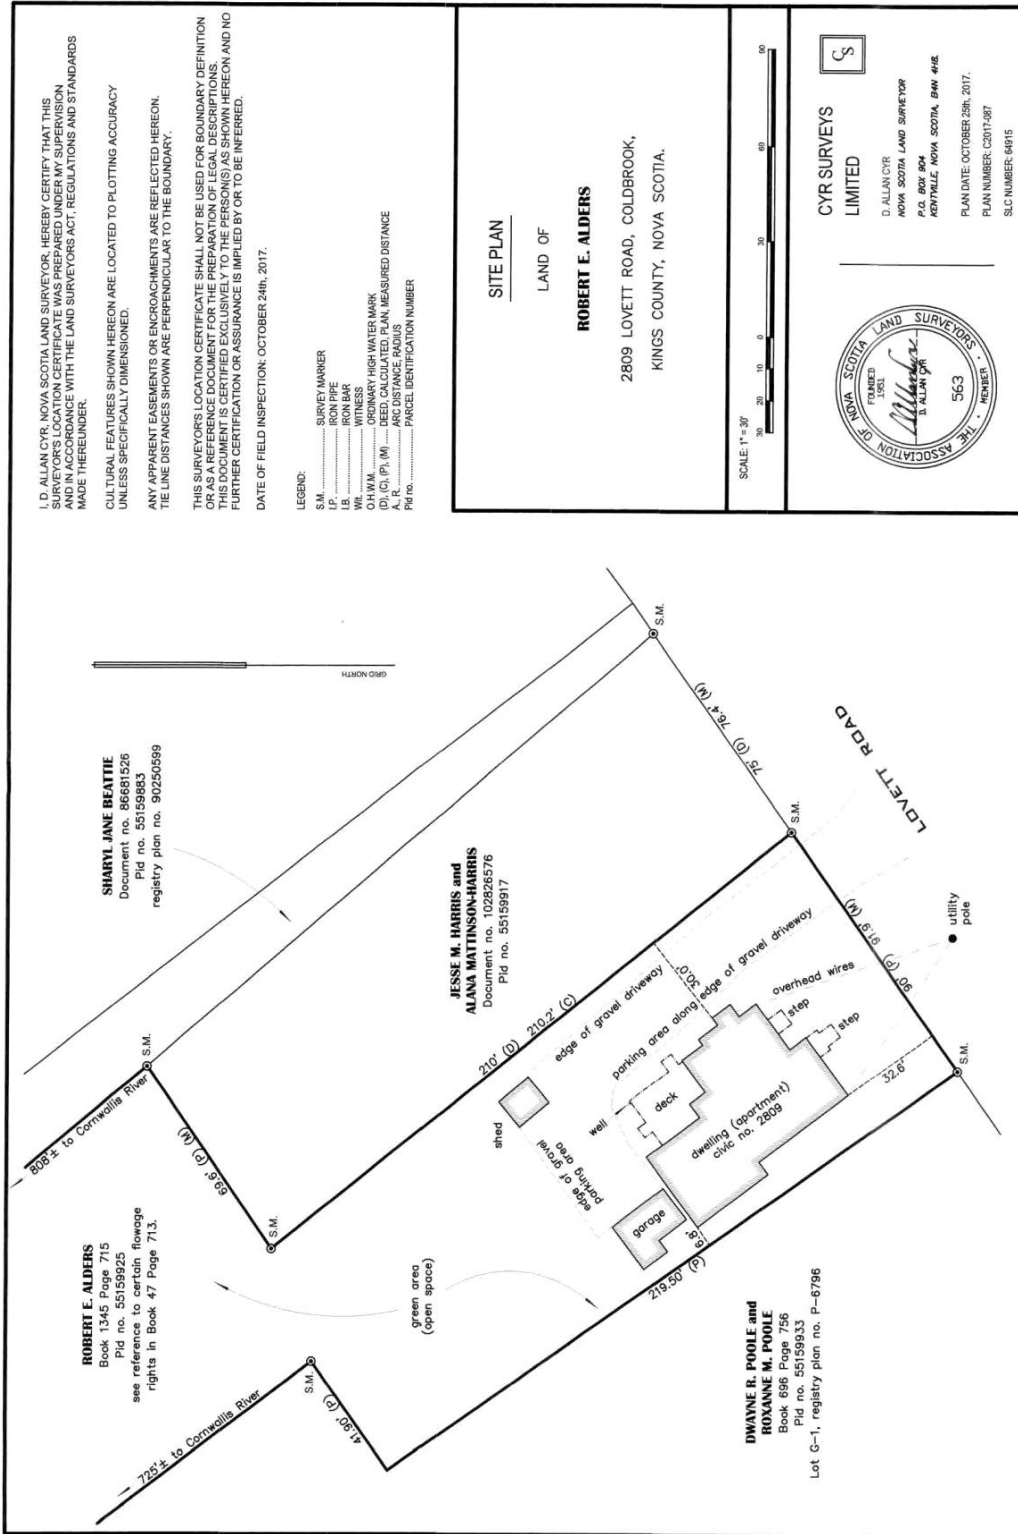 I, D. ALLAN CYR, NOVA SCOTIA LAND SURVEYOR, HEREBY CERTIFY THAT THIS
SURVEYOR'S LOCATION CERTIFICATE WAS PREPARED UNDER MY SUPERVISION
AND IN ACCORDANCE WITH THE LAND SURVEYORS ACT, REGULATIONS AND STANDARDS
MADE THEREUNDER.
CULTURAL FEATURES SHOWN HEREON ARE LOCATED TO PLOTTING ACCURACY
UNLESS SPECIFICALLY DIMENSIONED.
ANY APPARENT EASEMENTS OR ENCROACHMENTS ARE REFLECTED HEREON.
TIE LINE DISTANCES SHOWN ARE PERPENDICULAR TO THE BOUNDARY.
THIS SURVEYOR'S LOCATION CERTIFICATE SHALL NOT BE USED FOR BOUNDARY DEFINITION
OR AS A REFERENCE DOCUMENT FOR THE PREPARATION OF LEGAL DESCRIPTIONS.
THIS DOCUMENT IS CERTIFIED EXCLUSIVELY TO THE PERSON(S) AS SHOWN HEREON AND NO
FURTHER CERTIFICATION OR ASSURANCE IS IMPLIED BY OR TO BE INFERRED.
DATE OF FIELD INSPECTION: OCTOBER 24th, 2017.
LEGEND:
S.M. ........ SURVEY MARKER
I.P. ........ IRON PIPE
I.B. ........ IRON BAR
Wit. ........ WITNESS
O.H.W.M. ........ ORDINARY HIGH WATER MARK
(D), (C), (P), (M) ........ DEED, CALCULATED, PLAN, MEASURED DISTANCE
A., R. ........ ARC DISTANCE, RADIUS
Pid no. ........ PARCEL IDENTIFICATION NUMBER
SITE PLAN
LAND OF
ROBERT E. ALDERS
2809 LOVETT ROAD, COLDBROOK,
KINGS COUNTY, NOVA SCOTIA.
SCALE: 1" = 30'
30 20 10 0 30 60 90
THE ASSOCIATION OF NOVA SCOTIA LAND SURVEYORS
FOUNDED
1951
D. ALLAN CYR
563
MEMBER
CS
CYR SURVEYS
LIMITED
D. ALLAN CYR
NOVA SCOTIA LAND SURVEYOR
P.O. BOX 904
KENTVILLE, NOVA SCOTIA, B4N 4H8.
PLAN DATE: OCTOBER 25th, 2017.
PLAN NUMBER: C2017-087
SLC NUMBER: 64915
GRID NORTH
SHARYL JANE BEATTIE
Document no. 86681526
Pid no. 55159883
registry plan no. 90250599
JESSE M. HARRIS and
ALANA MATTINSON-HARRIS
Document no. 102826576
Pid no. 55159917
ROBERT E. ALDERS
Book 1345 Page 715
Pid no. 55159925
see reference to certain flowage
rights in Book 47 Page 713.
DWAYNE R. POOLE and
ROXANNE M. POOLE
Book 696 Page 756
Pid no. 55159933
Lot G-1, registry plan no. P-6796
808'± to Cornwallis River
S.M.
69.6' (P) (M)
S.M.
725'± to Cornwallis River
S.M.
41.90' (P)
green area
(open space)
210' (D) 210.2' (C)
219.50' (P)
75' (D) 76.4' (M)
S.M.
S.M.
90' (P) 91.9' (M)
S.M.
LOVETT ROAD
utility
pole
overhead wires
step
step
30.0'
32.6'
6.8'
edge of gravel driveway
parking area along edge of gravel driveway
shed
edge of gravel
parking area
well
deck
garage
dwelling (apartment)
civic no. 2809